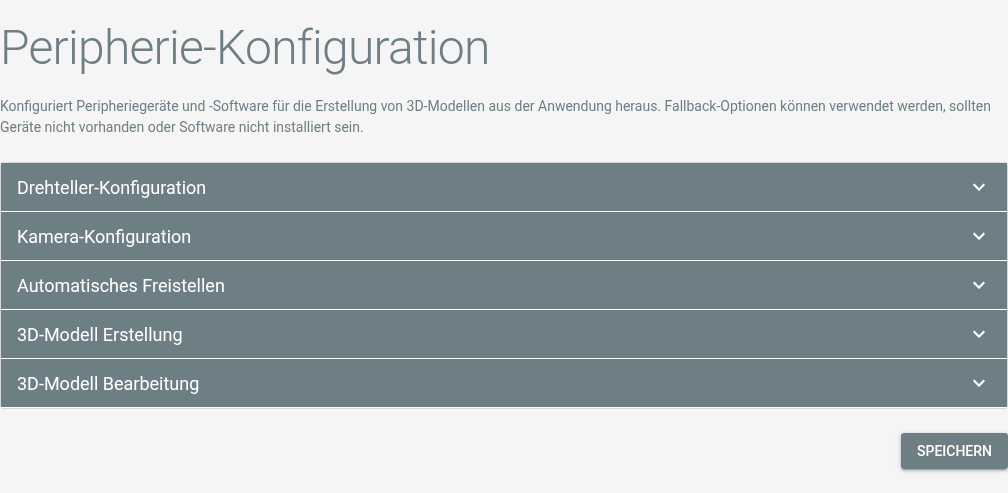 Peripherie-Konfiguration
Konfiguriert Peripheriegeräte und -Software für die Erstellung von 3D-Modellen aus der Anwendung heraus. Fallback-Optionen können verwendet werden, sollten
Geräte nicht vorhanden oder Software nicht installiert sein.
Drehteller-Konfiguration
Kamera-Konfiguration
Automatisches Freistellen
3D-Modell Erstellung
3D-Modell Bearbeitung
SPEICHERN